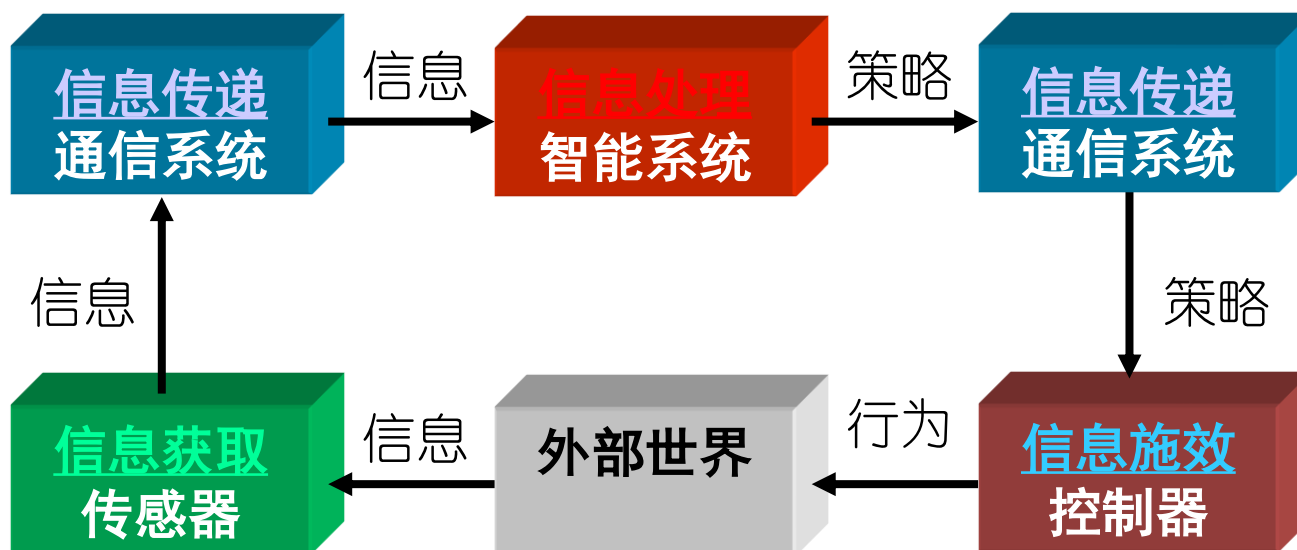 信息传递
通信系统
信息
信息处理
智能系统
策略
信息传递
通信系统
信息
策略
信息获取
传感器
信息
外部世界
行为
信息施效
控制器